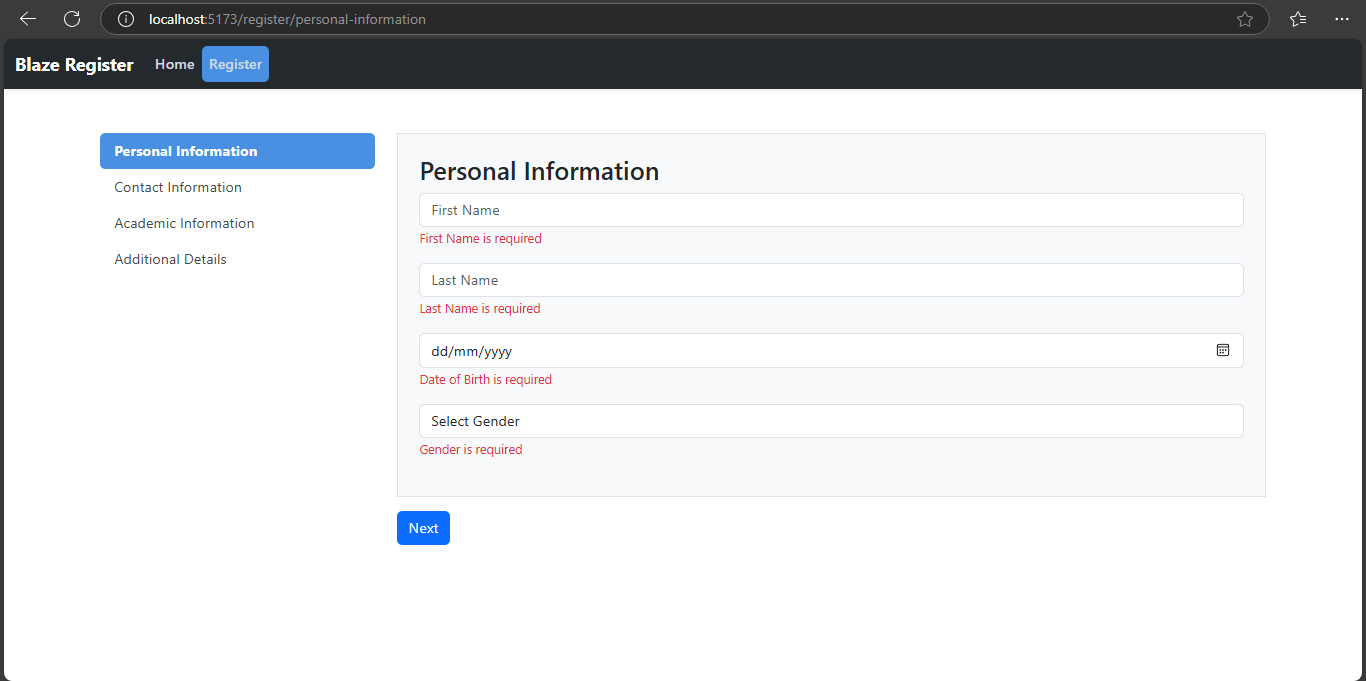 localhost:5173/register/personal-information
Blaze Register Home Register
Personal Information
Contact Information
Academic Information
Additional Details
Personal Information
First Name
First Name is required
Last Name
Last Name is required
dd/mm/yyyy
Date of Birth is required
Select Gender
Gender is required
Next